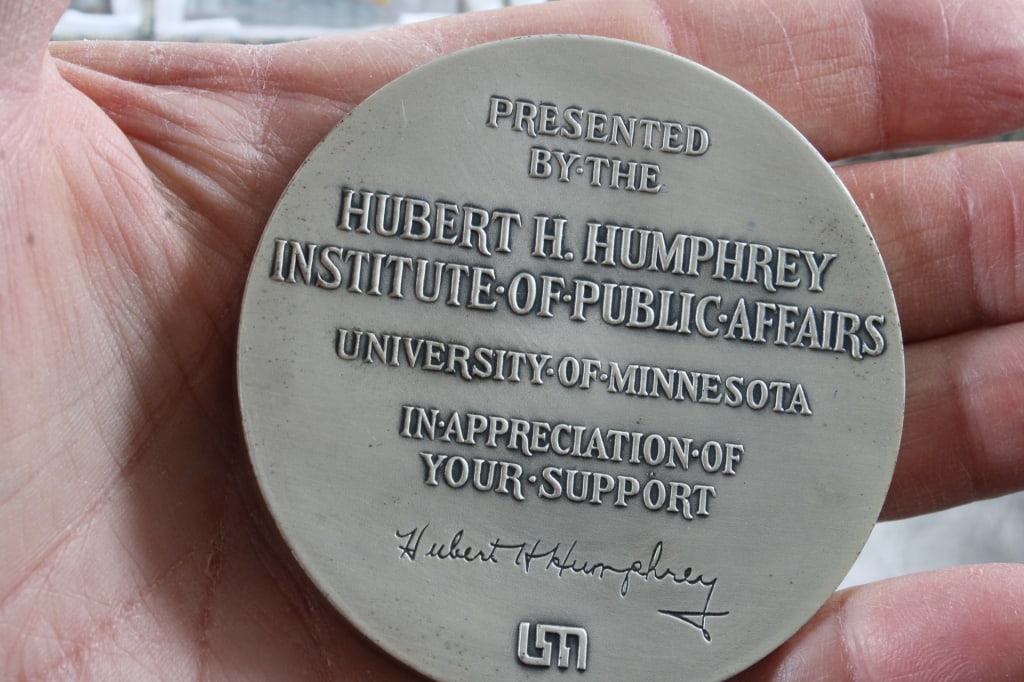 PRESENTED
BY·THE
HUBERT H. HUMPHREY
INSTITUTE·OF·PUBLIC·AFFAIRS
UNIVERSITY·OF·MINNESOTA
IN·APPRECIATION·OF
YOUR·SUPPORT
Hubert H Humphrey
UM